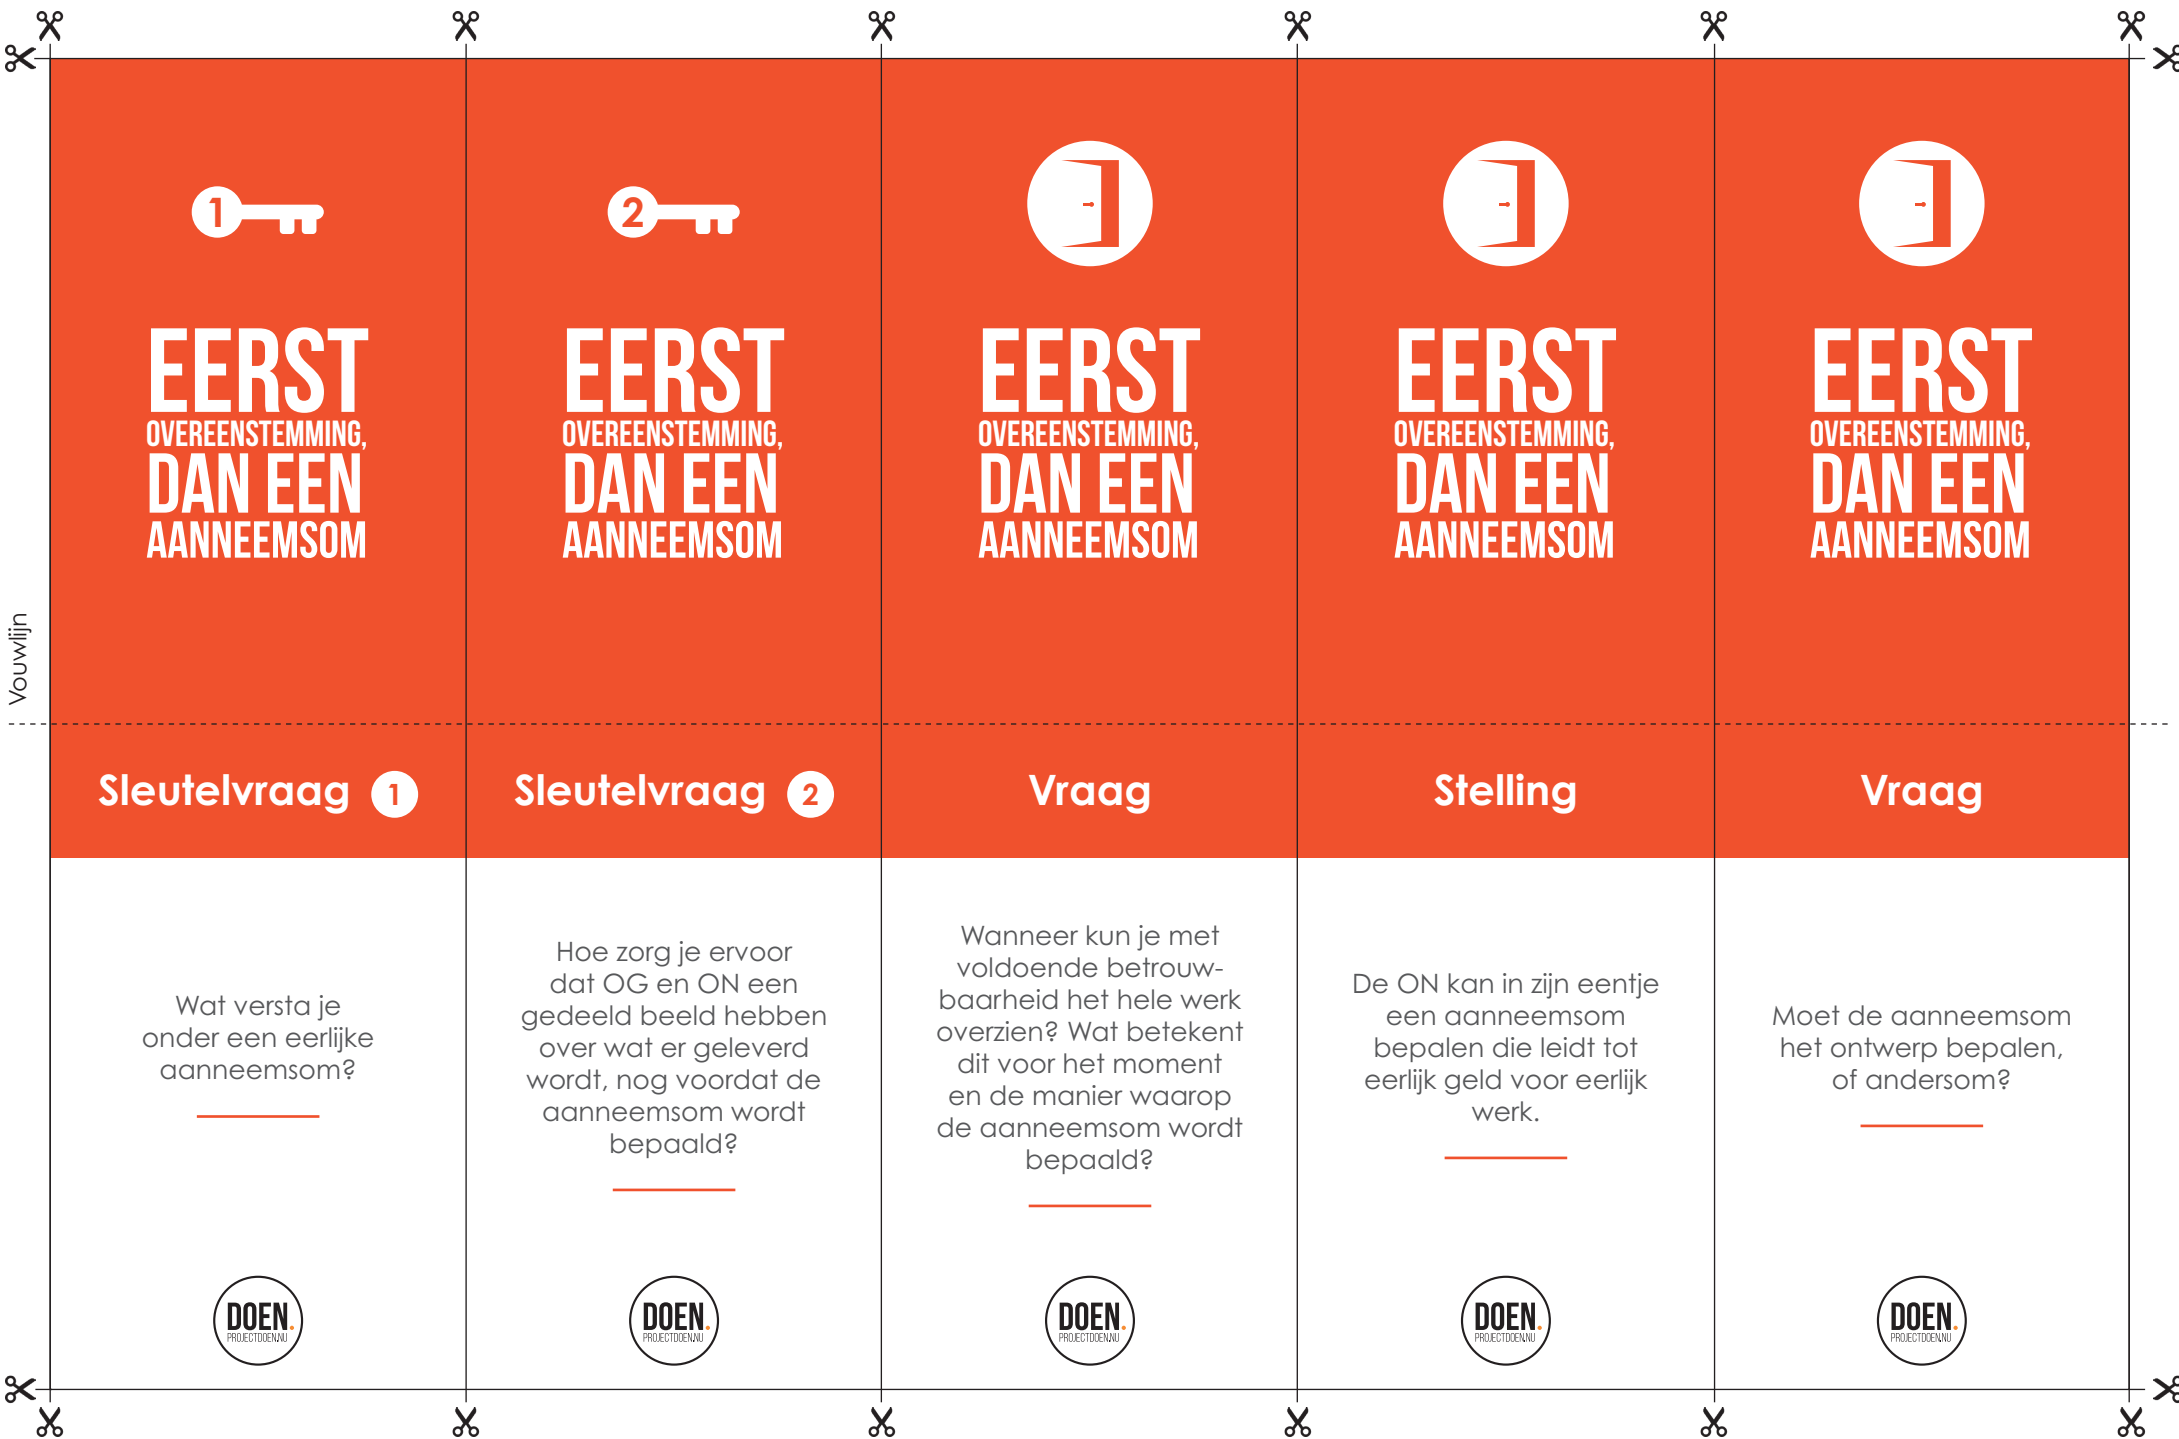 1
EERST
OVEREENSTEMMING,
DAN EEN
AANNEEMSOM
2
EERST
OVEREENSTEMMING,
DAN EEN
AANNEEMSOM
EERST
OVEREENSTEMMING,
DAN EEN
AANNEEMSOM
EERST
OVEREENSTEMMING,
DAN EEN
AANNEEMSOM
EERST
OVEREENSTEMMING,
DAN EEN
AANNEEMSOM
Vouwlijn
Sleutelvraag 1
Wat versta je
onder een eerlijke
aanneemsom?
DOEN.
PROJECTDOEN.NU
Sleutelvraag 2
Hoe zorg je ervoor
dat OG en ON een
gedeeld beeld hebben
over wat er geleverd
wordt, nog voordat de
aanneemsom wordt
bepaald?
DOEN.
PROJECTDOEN.NU
Vraag
Wanneer kun je met
voldoende betrouw-
baarheid het hele werk
overzien? Wat betekent
dit voor het moment
en de manier waarop
de aanneemsom wordt
bepaald?
DOEN.
PROJECTDOEN.NU
Stelling
De ON kan in zijn eentje
een aanneemsom
bepalen die leidt tot
eerlijk geld voor eerlijk
werk.
DOEN.
PROJECTDOEN.NU
Vraag
Moet de aanneemsom
het ontwerp bepalen,
of andersom?
DOEN.
PROJECTDOEN.NU